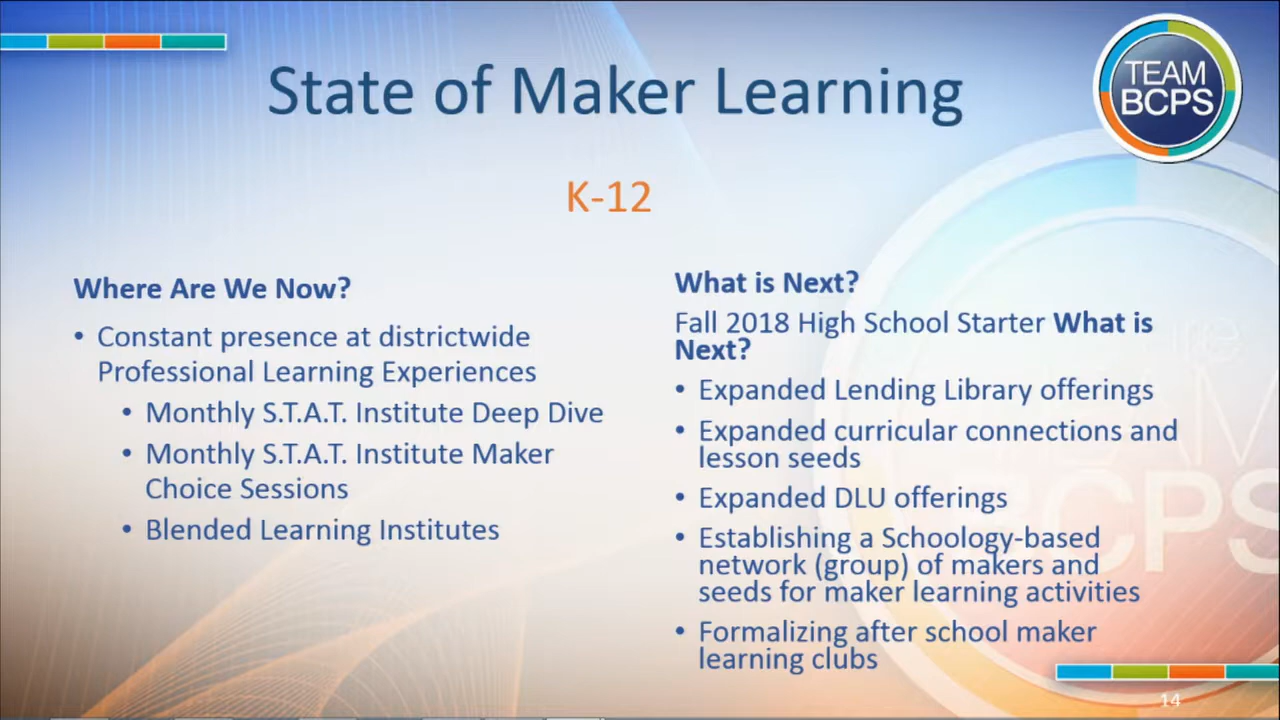 TEAM
BCPS
State of Maker Learning
K-12
Where Are We Now?
• Constant presence at districtwide
Professional Learning Experiences
• Monthly S.T.A.T. Institute Deep Dive
• Monthly S.T.A.T. Institute Maker
Choice Sessions
• Blended Learning Institutes
What is Next?
Fall 2018 High School Starter What is
Next?
• Expanded Lending Library offerings
• Expanded curricular connections and
lesson seeds
• Expanded DLU offerings
• Establishing a Schoology-based
network (group) of makers and
seeds for maker learning activities
• Formalizing after school maker
learning clubs
14